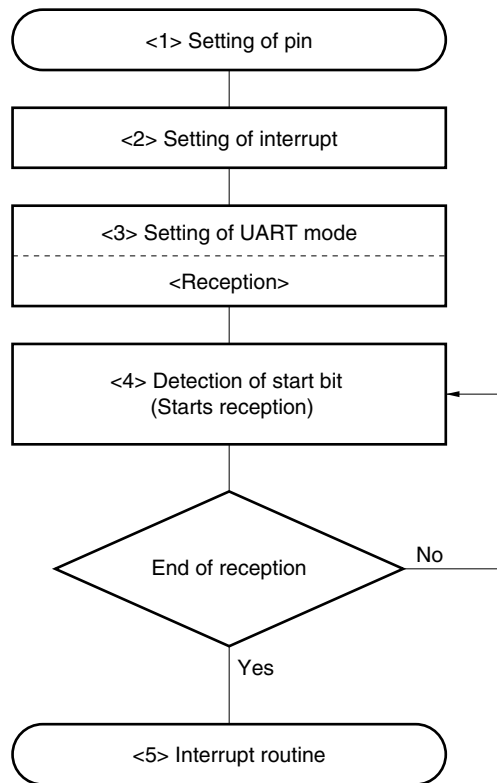 <1> Setting of pin
<2> Setting of interrupt
<3> Setting of UART mode
<Reception>
<4> Detection of start bit
(Starts reception)
End of reception
No
Yes
<5> Interrupt routine